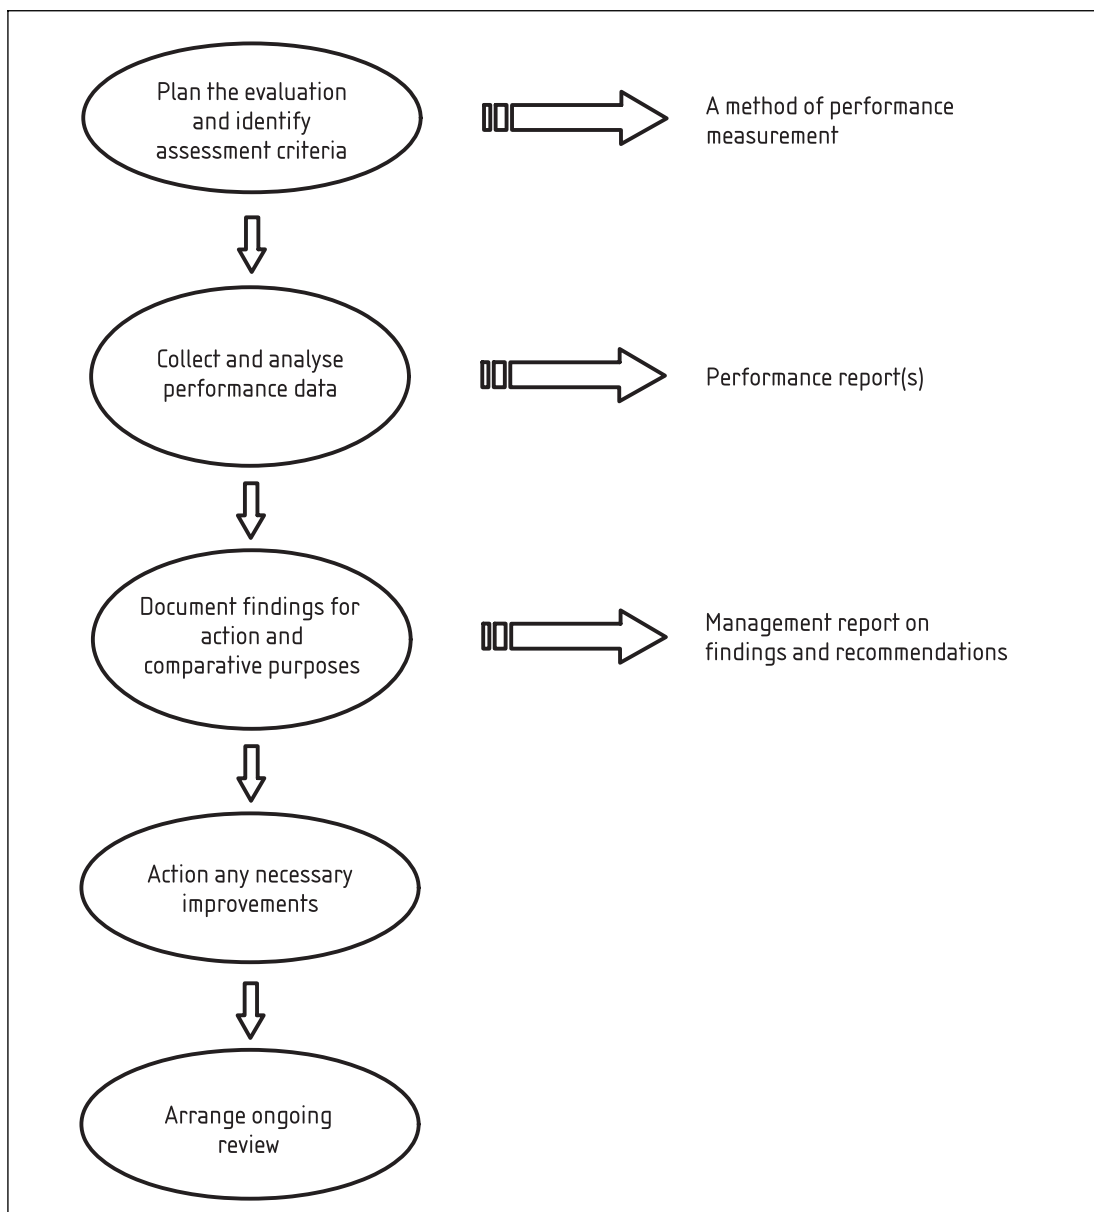 Plan the evaluation
and identify
assessment criteria
A method of performance
measurement
Collect and analyse
performance data
Performance report(s)
Document findings for
action and
comparative purposes
Management report on
findings and recommendations
Action any necessary
improvements
Arrange ongoing
review